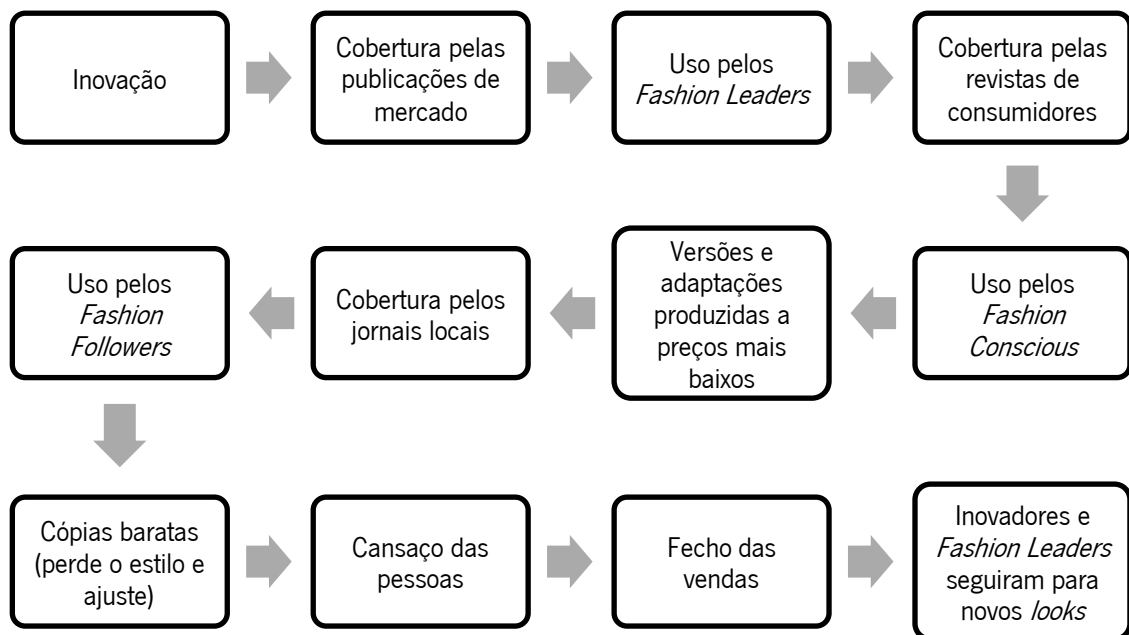 Inovação
Cobertura pelas
publicações de
mercado
Uso pelos
Fashion Leaders
Cobertura pelas
revistas de
consumidores
Uso pelos
Fashion
Conscious
Versões e
adaptações
produzidas a
preços mais
baixos
Cobertura pelos
jornais locais
Uso pelos
Fashion
Followers
Cópias baratas
(perde o estilo e
ajuste)
Cansaço das
pessoas
Fecho das
vendas
Inovadores e
Fashion Leaders
seguiram para
novos looks